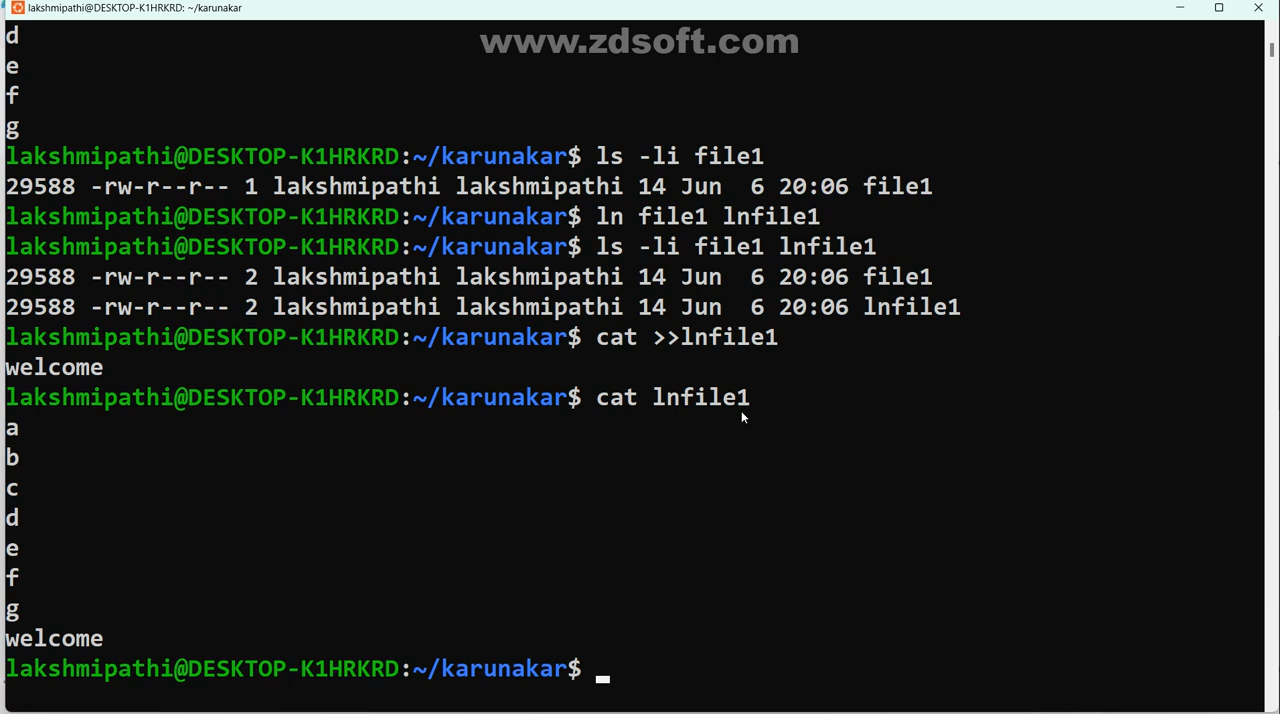 lakshmipathi@DESKTOP-K1HRKRD: ~/karunakar
www.zdsoft.com
d
e
f
g
lakshmipathi@DESKTOP-K1HRKRD:~/karunakar$ ls -li file1
29588 -rw-r--r-- 1 lakshmipathi lakshmipathi 14 Jun  6 20:06 file1
lakshmipathi@DESKTOP-K1HRKRD:~/karunakar$ ln file1 lnfile1
lakshmipathi@DESKTOP-K1HRKRD:~/karunakar$ ls -li file1 lnfile1
29588 -rw-r--r-- 2 lakshmipathi lakshmipathi 14 Jun  6 20:06 file1
29588 -rw-r--r-- 2 lakshmipathi lakshmipathi 14 Jun  6 20:06 lnfile1
lakshmipathi@DESKTOP-K1HRKRD:~/karunakar$ cat >>lnfile1
welcome
lakshmipathi@DESKTOP-K1HRKRD:~/karunakar$ cat lnfile1
a
b
c
d
e
f
g
welcome
lakshmipathi@DESKTOP-K1HRKRD:~/karunakar$